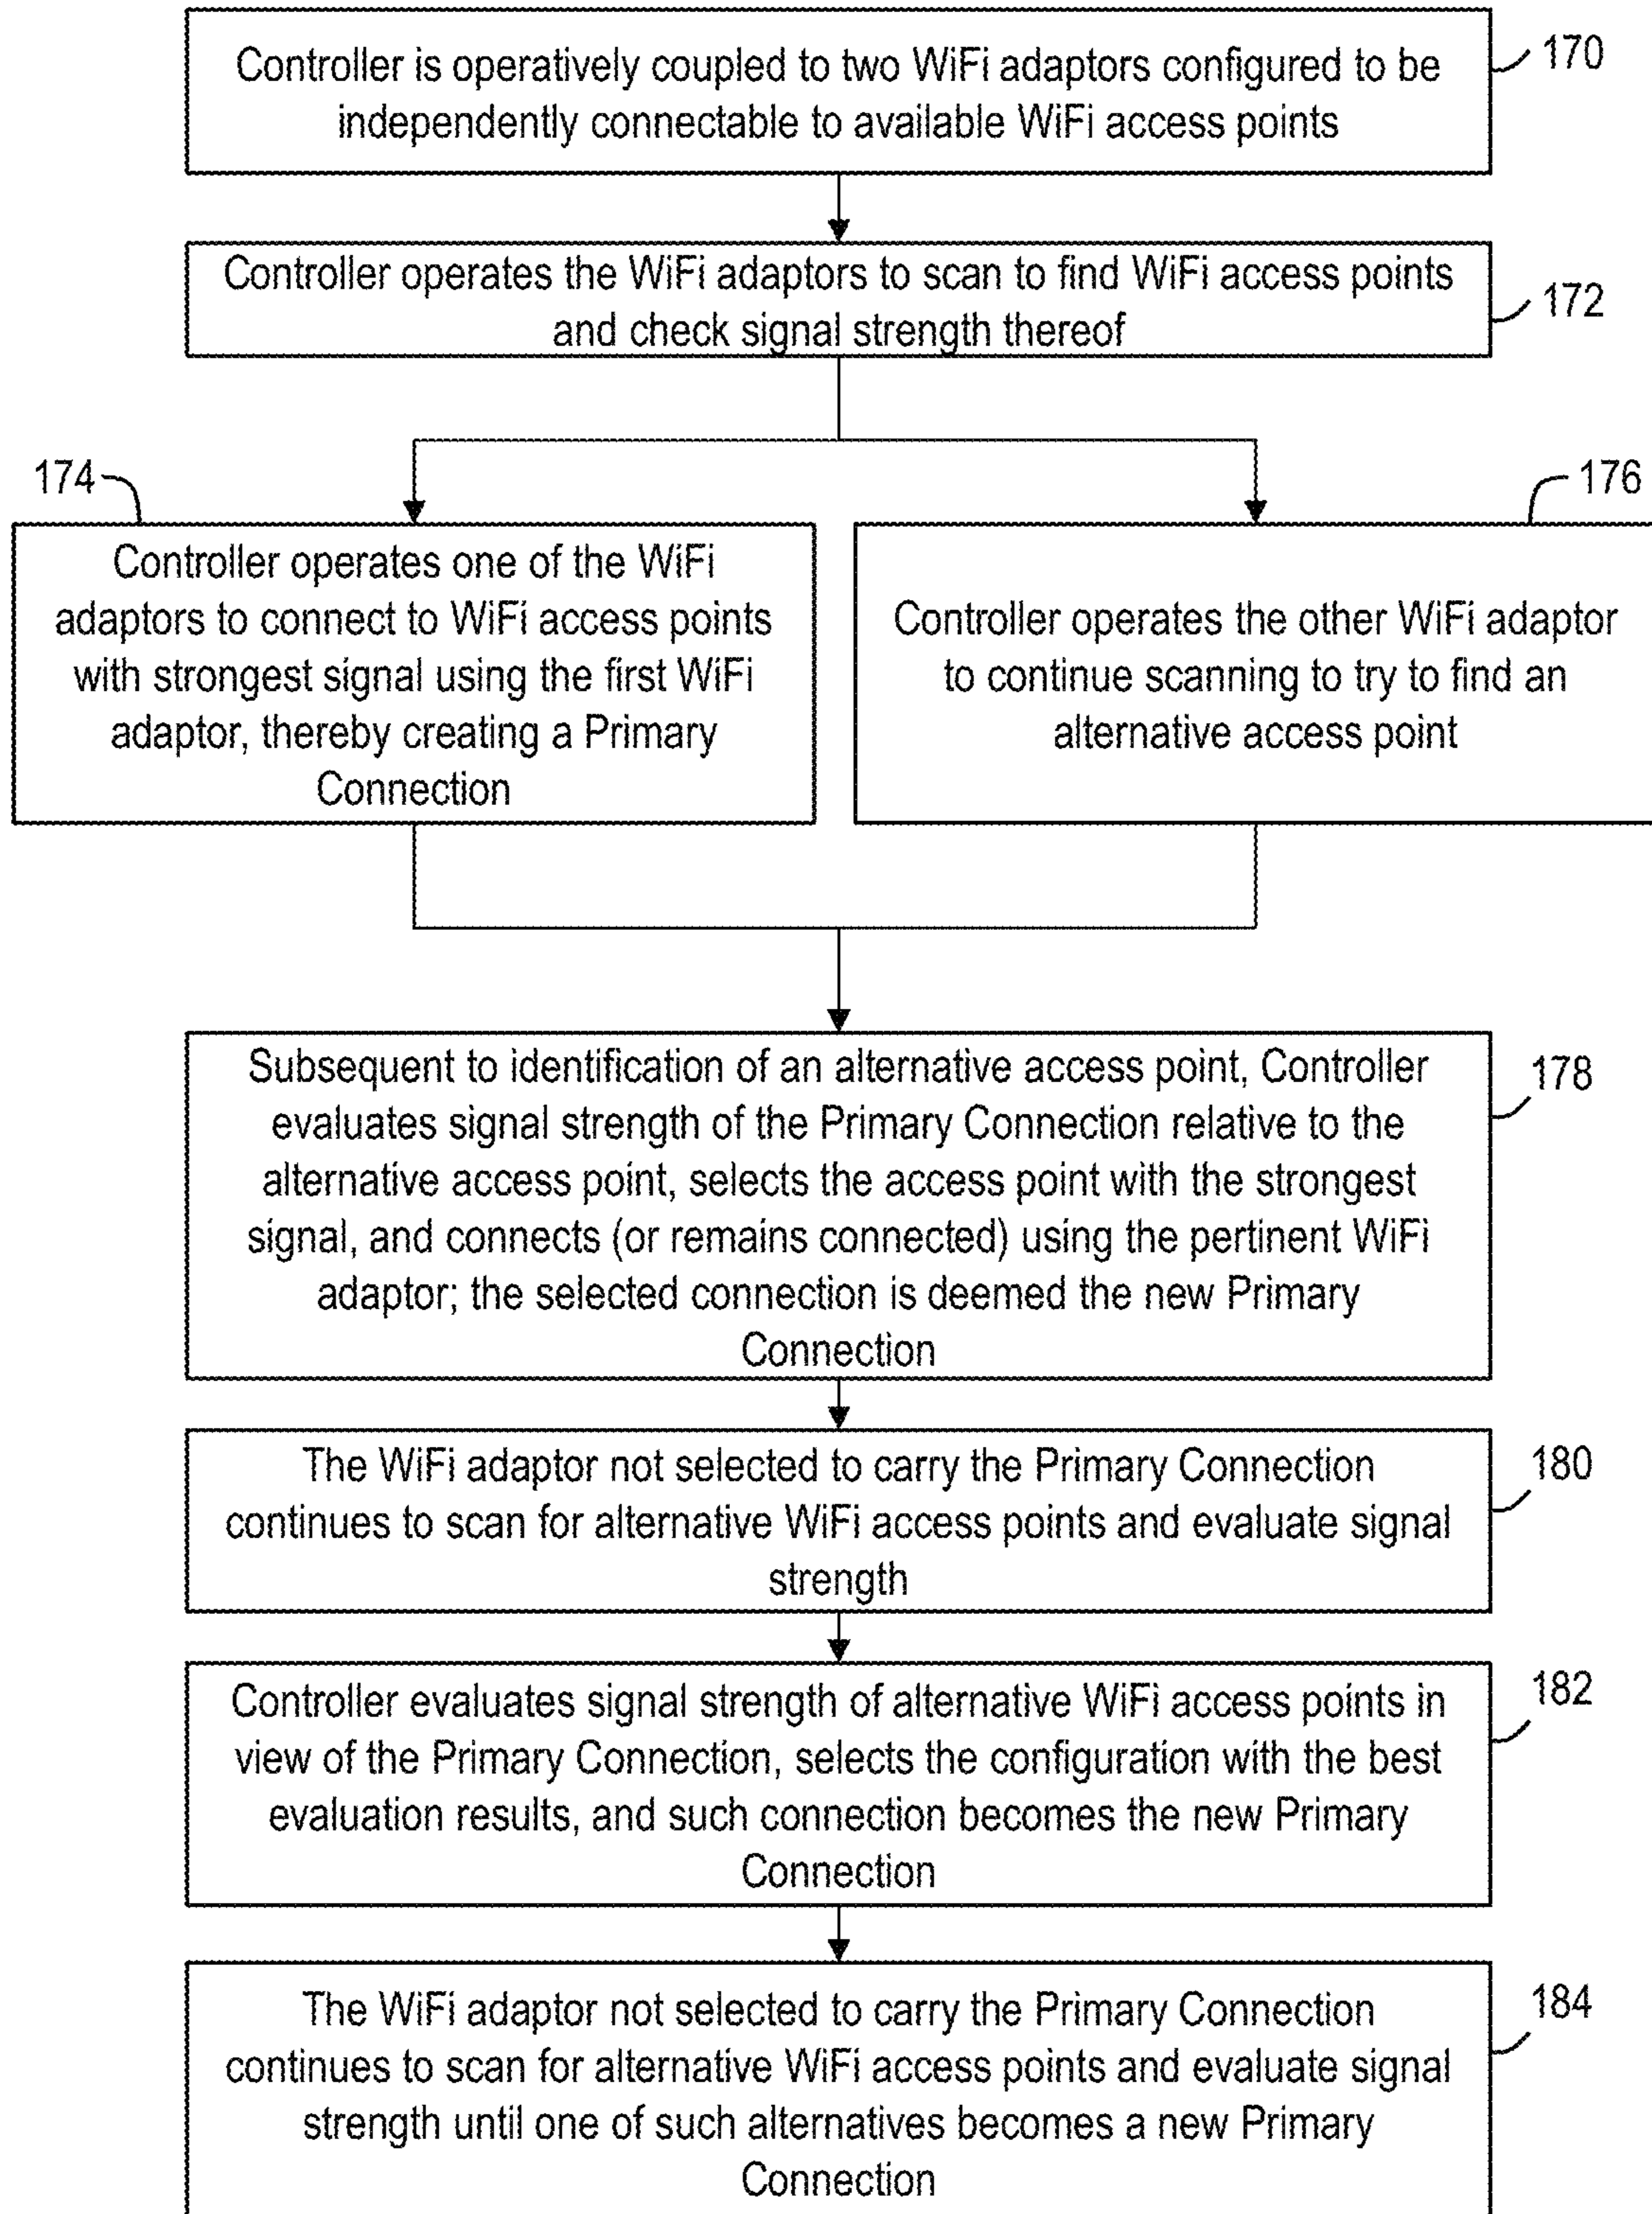 Controller is operatively coupled to two WiFi adaptors configured to be
independently connectable to available WiFi access points
170
Controller operates the WiFi adaptors to scan to find WiFi access points
and check signal strength thereof
172
174
Controller operates one of the WiFi
adaptors to connect to WiFi access points
with strongest signal using the first WiFi
adaptor, thereby creating a Primary
Connection
176
Controller operates the other WiFi adaptor
to continue scanning to try to find an
alternative access point
Subsequent to identification of an alternative access point, Controller
evaluates signal strength of the Primary Connection relative to the
alternative access point, selects the access point with the strongest
signal, and connects (or remains connected) using the pertinent WiFi
adaptor; the selected connection is deemed the new Primary
Connection
178
The WiFi adaptor not selected to carry the Primary Connection
continues to scan for alternative WiFi access points and evaluate signal
strength
180
Controller evaluates signal strength of alternative WiFi access points in
view of the Primary Connection, selects the configuration with the best
evaluation results, and such connection becomes the new Primary
Connection
182
The WiFi adaptor not selected to carry the Primary Connection
continues to scan for alternative WiFi access points and evaluate signal
strength until one of such alternatives becomes a new Primary
Connection
184